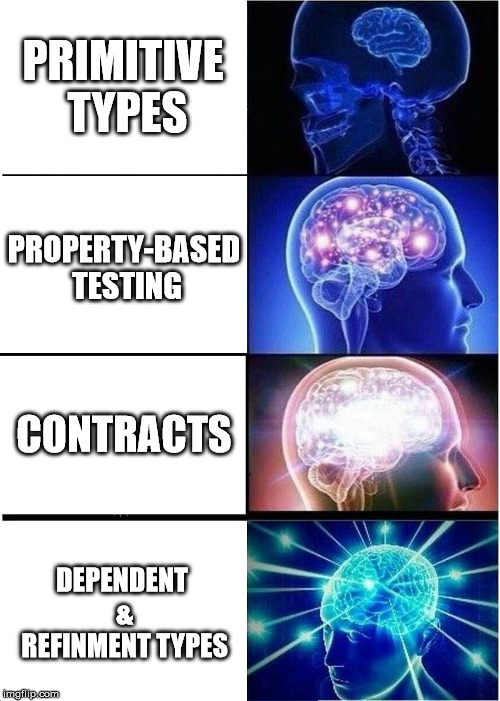 PRIMITIVE
TYPES
PROPERTY-BASED
TESTING
CONTRACTS
DEPENDENT
&
REFINMENT TYPES
imgflip.com